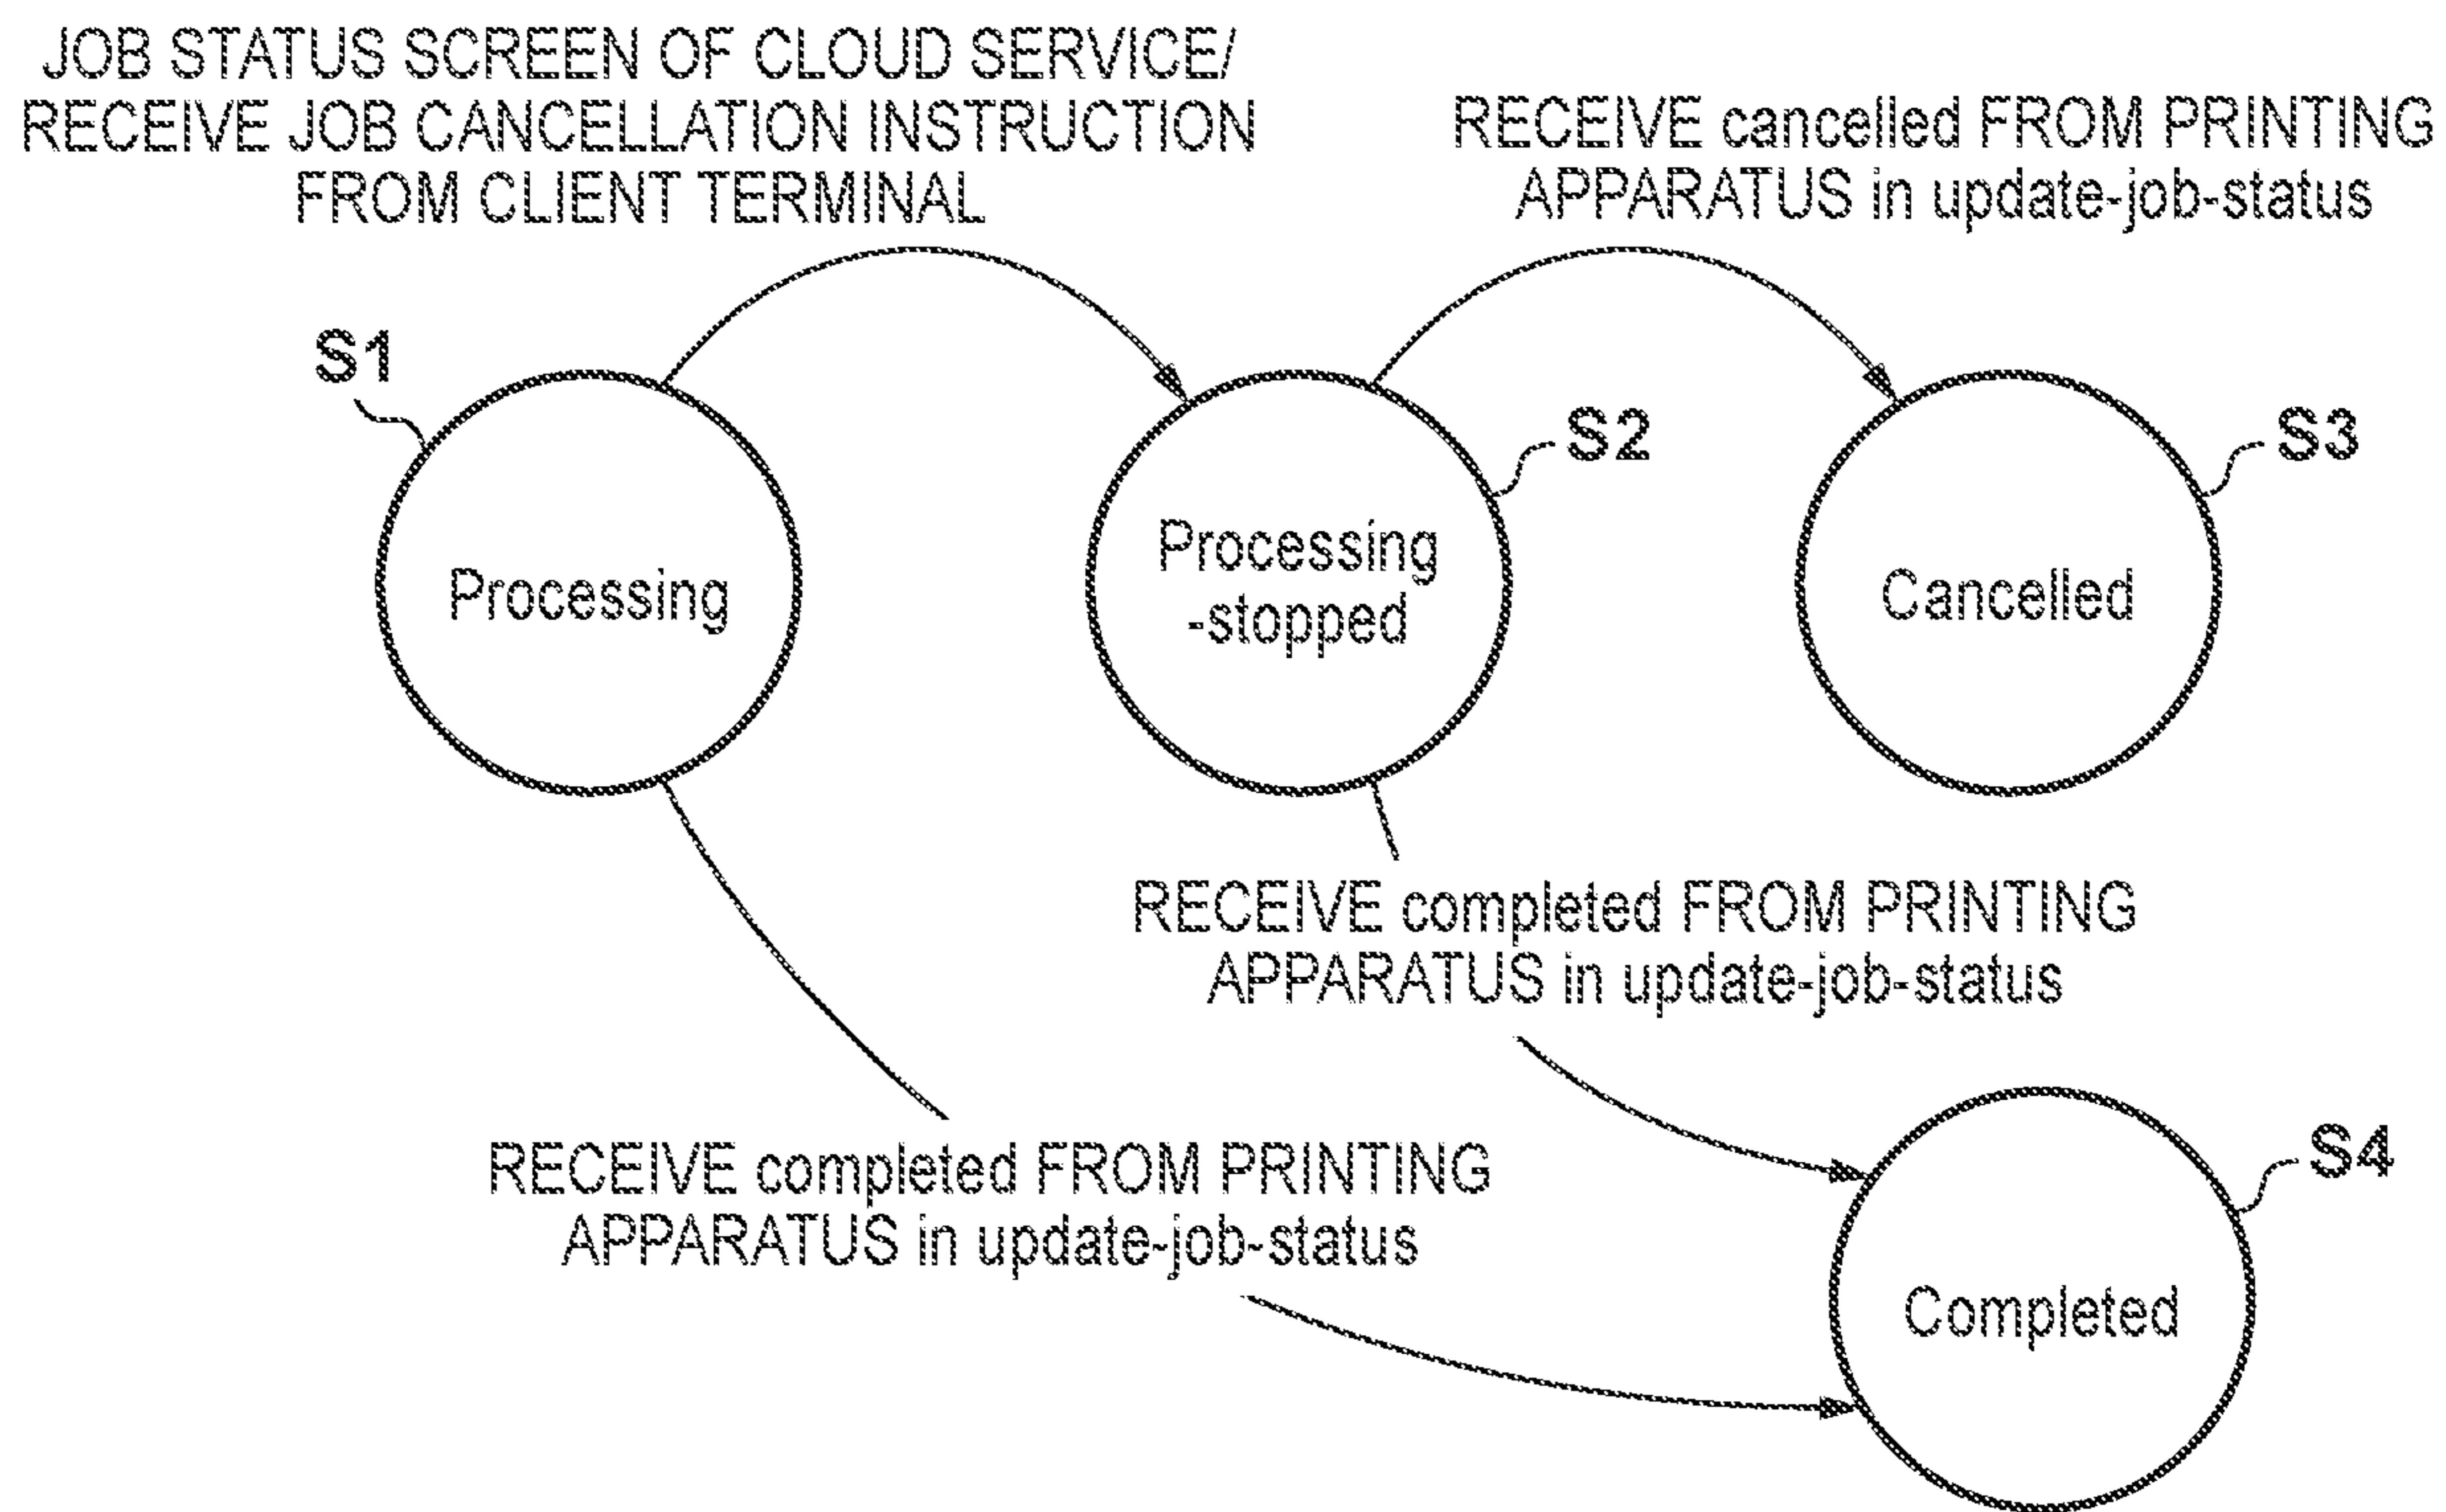 JOB STATUS SCREEN OF CLOUD SERVICE/
RECEIVE JOB CANCELLATION INSTRUCTION
FROM CLIENT TERMINAL
RECEIVE cancelled FROM PRINTING
APPARATUS in update-job-status
S1
S2
S3
Processing
Processing
-stopped
Cancelled
RECEIVE completed FROM PRINTING
APPARATUS in update-job-status
RECEIVE completed FROM PRINTING
APPARATUS in update-job-status
S4
Completed